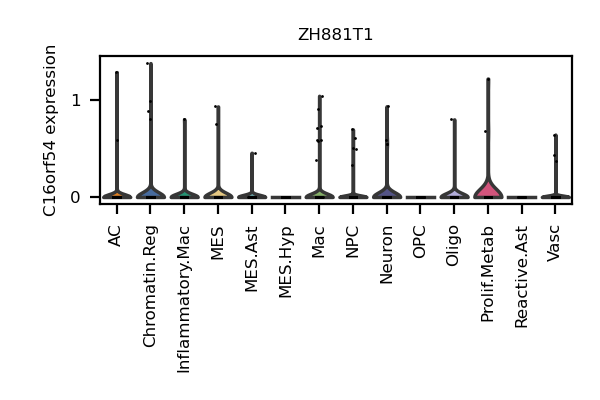 ZH881T1
C16orf54 expression
1
0
AC
Chromatin.Reg
Inflammatory.Mac
MES
MES.Ast
MES.Hyp
Mac
NPC
Neuron
OPC
Oligo
Prolif.Metab
Reactive.Ast
Vasc